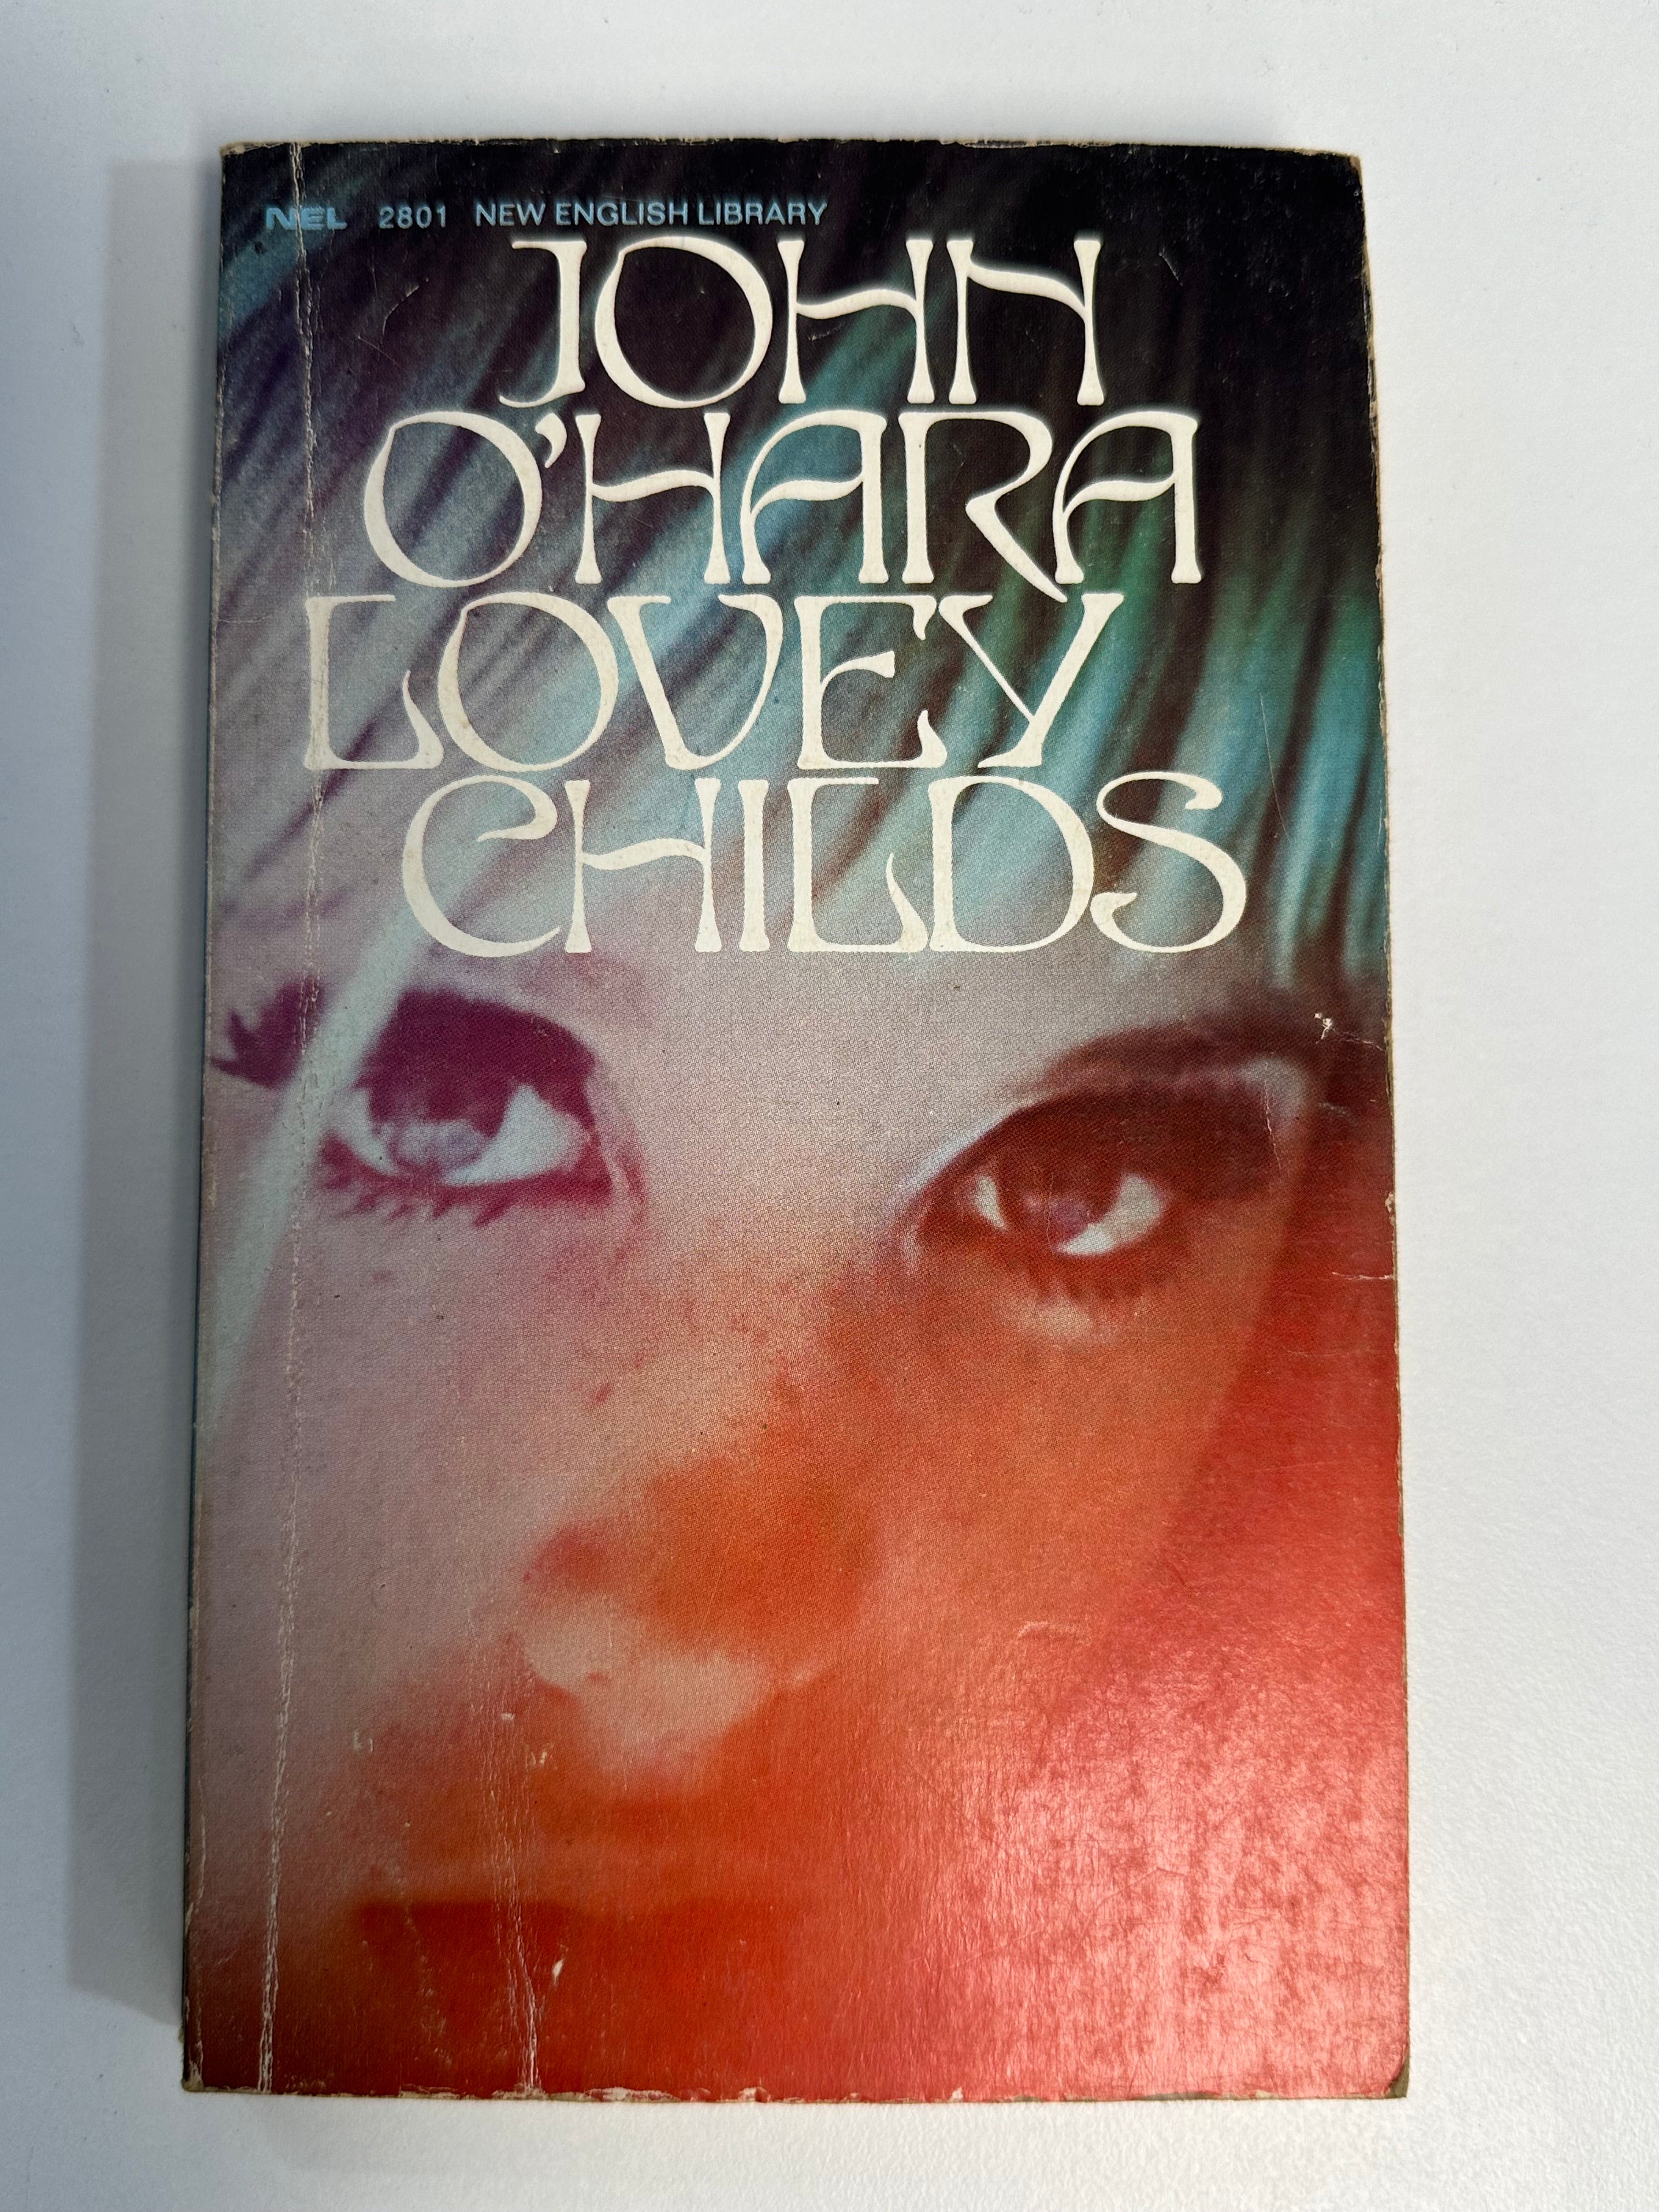 NEL 2801 NEW ENGLISH LIBRARY
JOHN
O'HARA
LOVEY
CHILDS